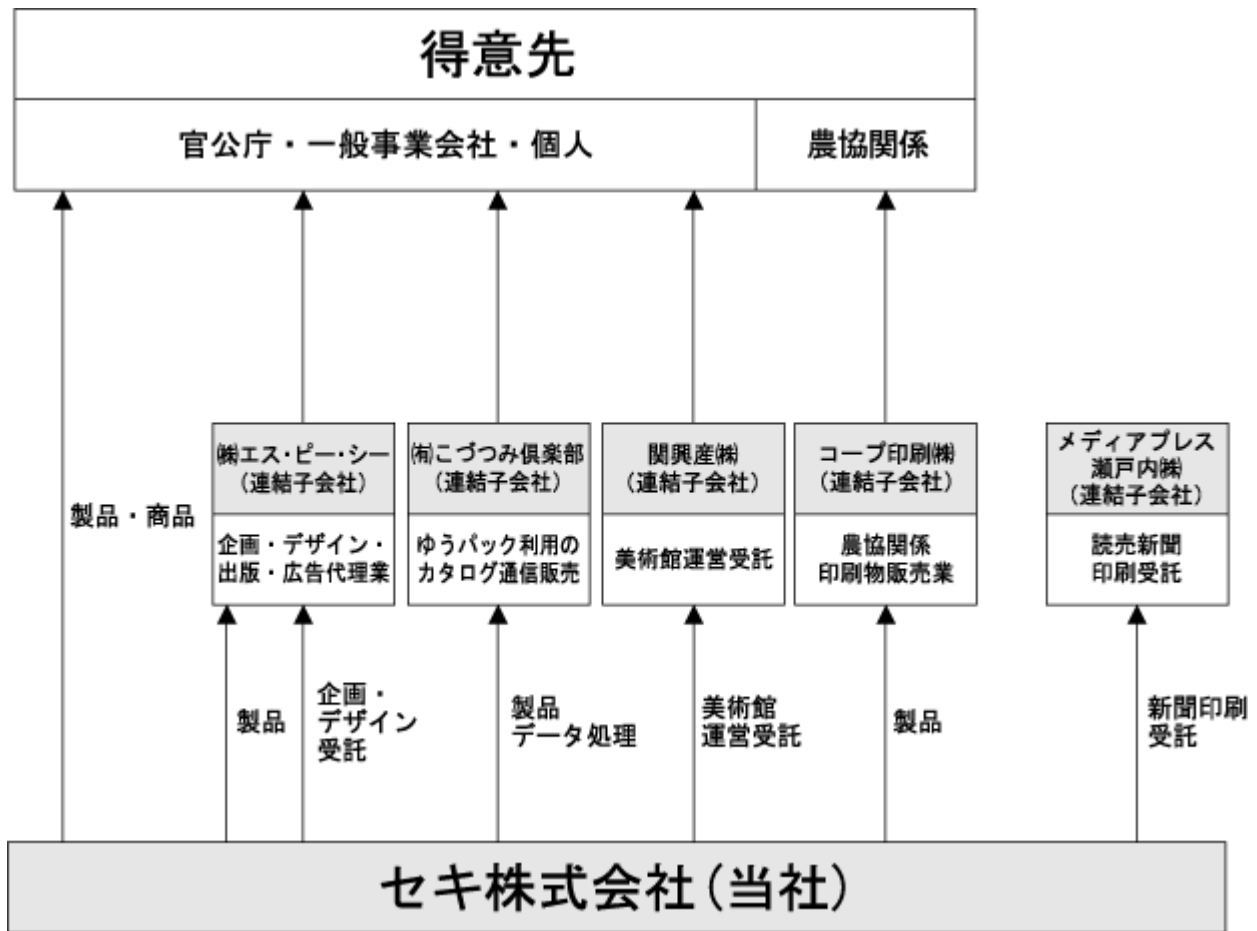 得意先
官公庁・一般事業会社・個人
農協関係
㈱エス・ピー・シー
(連結子会社)
企画・デザイン・
出版・広告代理業
㈲こづつみ倶楽部
(連結子会社)
ゆうパック利用の
カタログ通信販売
関興産㈱
(連結子会社)
美術館運営受託
コープ印刷㈱
(連結子会社)
農協関係
印刷物販売業
メディアプレス
瀬戸内㈱
(連結子会社)
読売新聞
印刷受託
製品・商品
製品
企画・
デザイン
受託
製品
データ処理
美術館
運営受託
製品
新聞印刷
受託
セキ株式会社(当社)